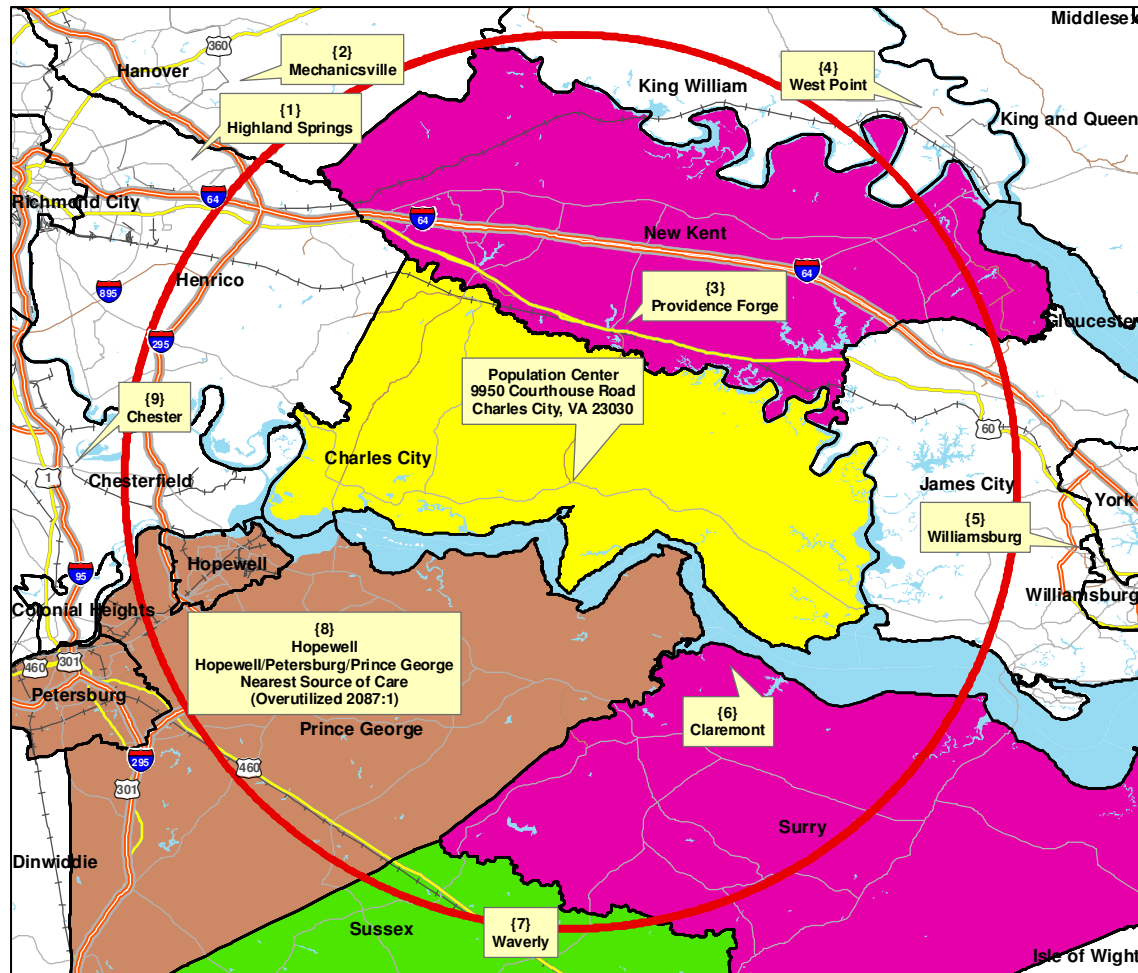 Middlesex
360
{2}
Mechanicsville
Hanover
King William
{4}
West Point
{1}
Highland Springs
King and Queen
64
Richmond City
64
New Kent
64
Henrico
895
{3}
Providence Forge
Gloucester
295
Population Center
9950 Courthouse Road
Charles City, VA 23030
{9}
Chester
60
Charles City
1
Chesterfield
James City
York
{5}
Williamsburg
Hopewell
95
Colonial Heights
Williamsburg
{8}
Hopewell
Hopewell/Petersburg/Prince George
Nearest Source of Care
(Overutilized 2087:1)
460
301
Petersburg
{6}
Claremont
Prince George
295
460
301
Surry
Dinwiddie
{7}
Waverly
Sussex
Isle of Wight